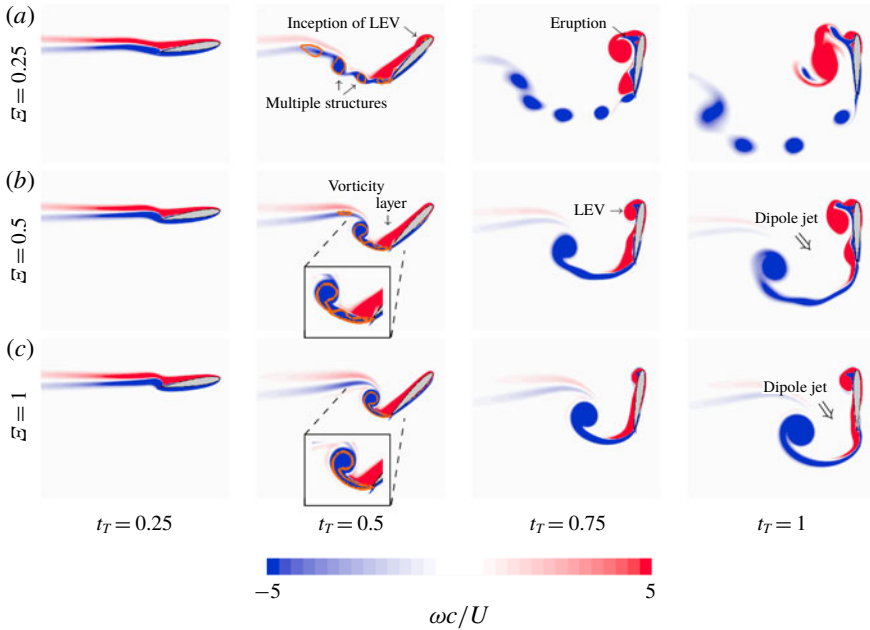 (a)
Ξ = 0.25
Inception of LEV
Multiple structures
Eruption
(b)
Ξ = 0.5
Vorticity
layer
LEV
Dipole jet
(c)
Ξ = 1
Dipole jet
t_T = 0.25
t_T = 0.5
t_T = 0.75
t_T = 1
−5
5
ωc/U